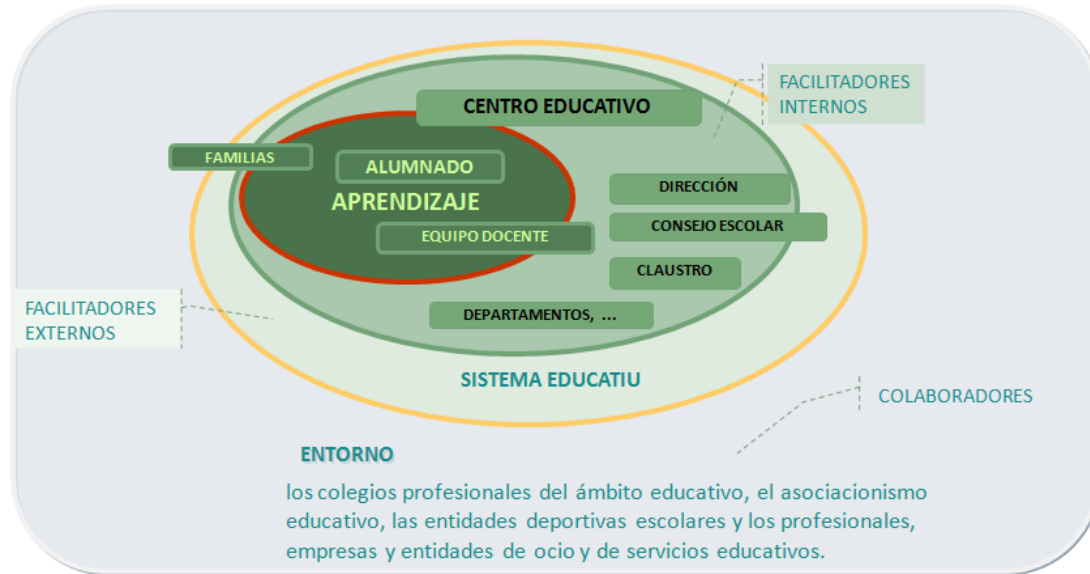 CENTRO EDUCATIVO
FACILITADORES
INTERNOS
FAMILIAS
ALUMNADO
APRENDIZAJE
EQUIPO DOCENTE
DIRECCIÓN
CONSEJO ESCOLAR
CLAUSTRO
DEPARTAMENTOS, ...
FACILITADORES
EXTERNOS
SISTEMA EDUCATIU
COLABORADORES
ENTORNO
los colegios profesionales del ámbito educativo, el asociacionismo
educativo, las entidades deportivas escolares y los profesionales,
empresas y entidades de ocio y de servicios educativos.